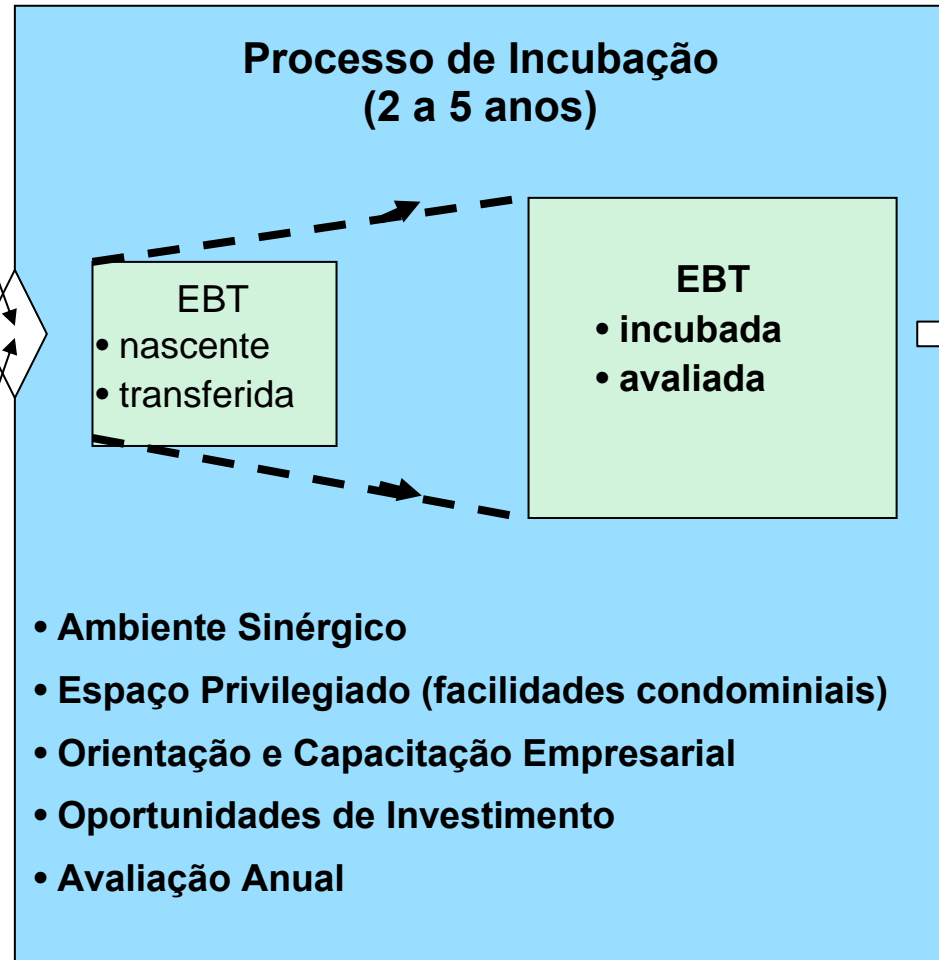 Processo de Incubação
(2 a 5 anos)
EBT
• nascente
• transferida
EBT
• incubada
• avaliada
• Ambiente Sinérgico
• Espaço Privilegiado (facilidades condominiais)
• Orientação e Capacitação Empresarial
• Oportunidades de Investimento
• Avaliação Anual